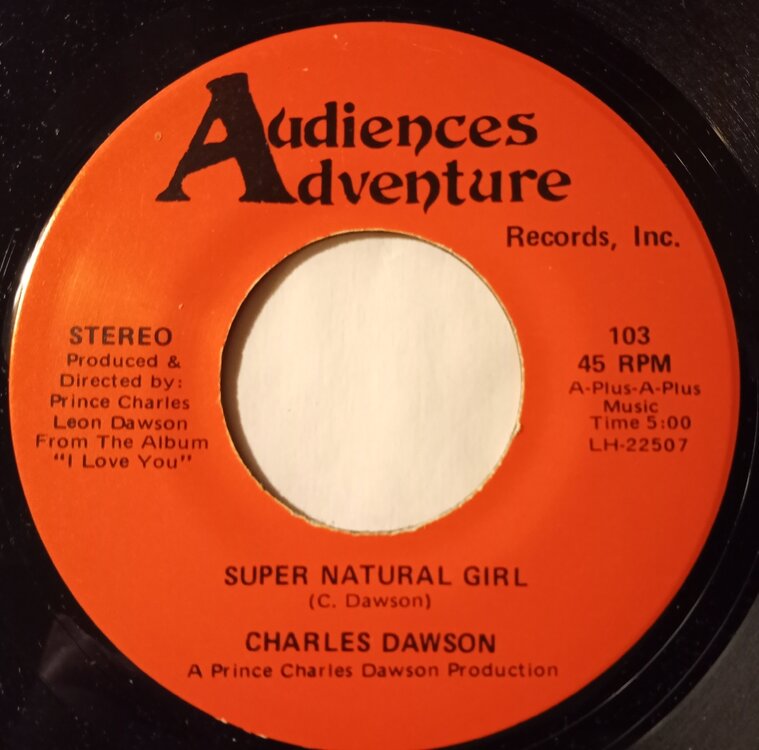 Audiences
Adventure
Records, Inc.
STEREO
Produced &
Directed by:
Prince Charles
Leon Dawson
From The Album
"I Love You"
103
45 RPM
A-Plus-A-Plus
Music
Time 5:00
LH-22507
SUPER NATURAL GIRL
(C. Dawson)
CHARLES DAWSON
A Prince Charles Dawson Production